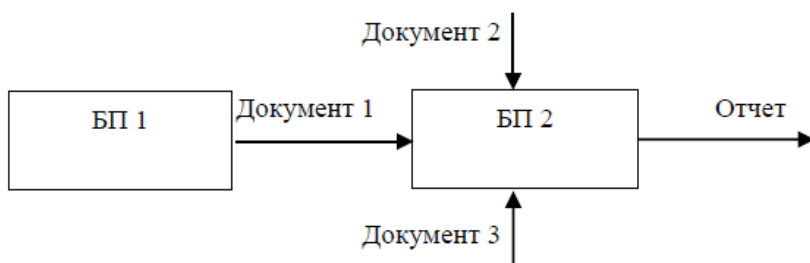 Документ 2
БП 1
Документ 1
БП 2
Отчет
Документ 3